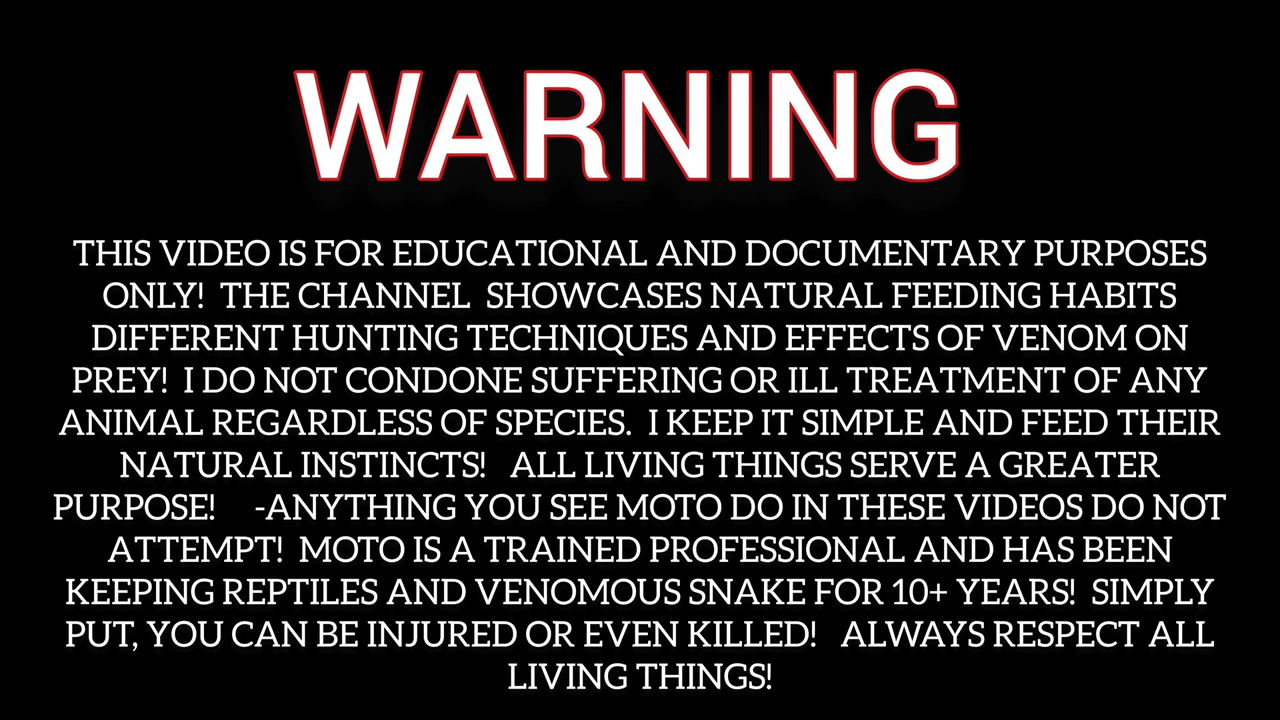 WARNING
THIS VIDEO IS FOR EDUCATIONAL AND DOCUMENTARY PURPOSES
ONLY!  THE CHANNEL  SHOWCASES NATURAL FEEDING HABITS
DIFFERENT HUNTING TECHNIQUES AND EFFECTS OF VENOM ON
PREY!  I DO NOT CONDONE SUFFERING OR ILL TREATMENT OF ANY
ANIMAL REGARDLESS OF SPECIES.  I KEEP IT SIMPLE AND FEED THEIR
NATURAL INSTINCTS!   ALL LIVING THINGS SERVE A GREATER
PURPOSE!     -ANYTHING YOU SEE MOTO DO IN THESE VIDEOS DO NOT
ATTEMPT!  MOTO IS A TRAINED PROFESSIONAL AND HAS BEEN
KEEPING REPTILES AND VENOMOUS SNAKE FOR 10+ YEARS!  SIMPLY
PUT, YOU CAN BE INJURED OR EVEN KILLED!   ALWAYS RESPECT ALL
LIVING THINGS!